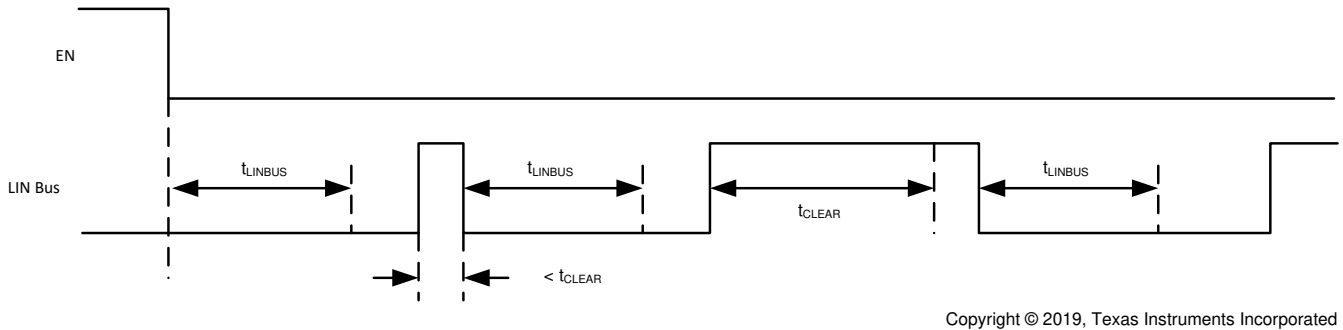 EN
LIN Bus
tLINBUS
tLINBUS
tCLEAR
tLINBUS
< tCLEAR
Copyright © 2019, Texas Instruments Incorporated